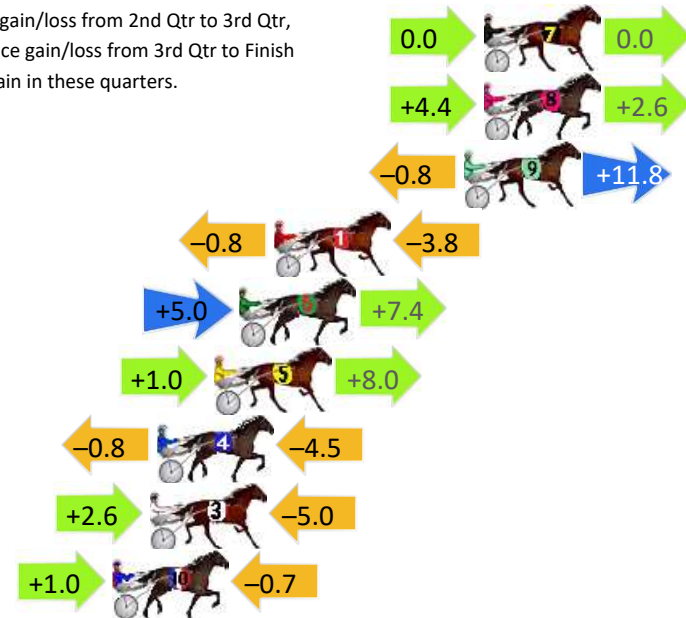 gain/loss from 2nd Qtr to 3rd Qtr,
ce gain/loss from 3rd Qtr to Finish
ain in these quarters.
0.0 7 0.0
+4.4 8 +2.6
–0.8 9 +11.8
–0.8 1 –3.8
+5.0 6 +7.4
+1.0 5 +8.0
–0.8 4 –4.5
+2.6 3 –5.0
+1.0 10 –0.7